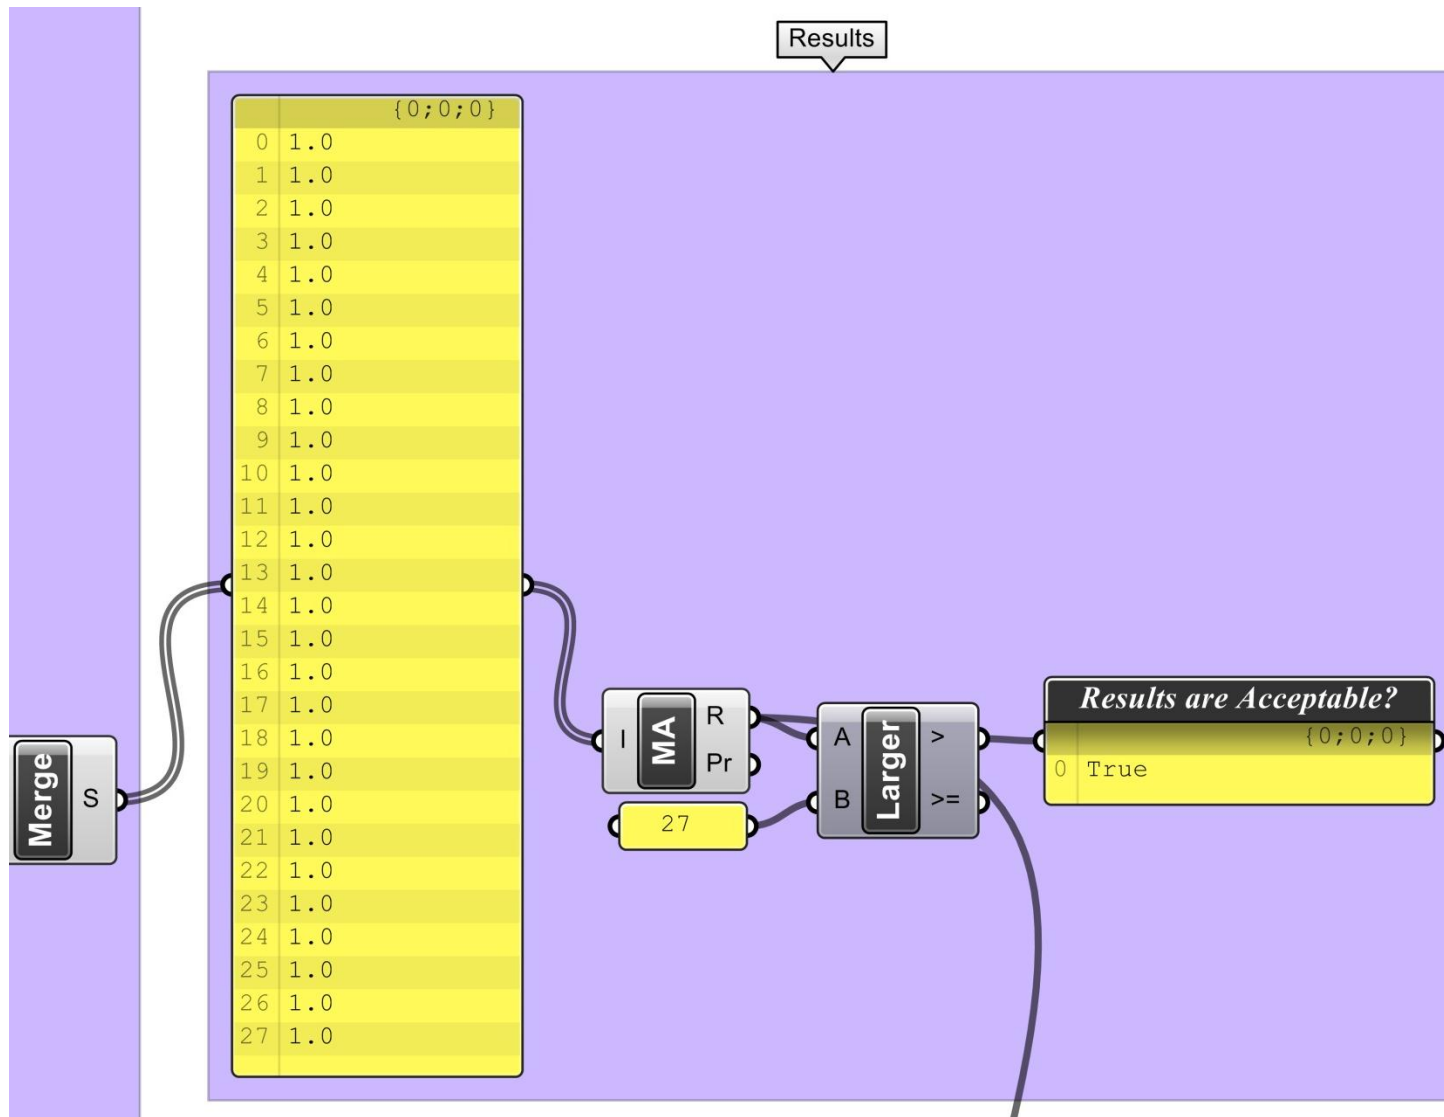 Results
{0;0;0}
0 1.0
1 1.0
2 1.0
3 1.0
4 1.0
5 1.0
6 1.0
7 1.0
8 1.0
9 1.0
10 1.0
11 1.0
12 1.0
13 1.0
14 1.0
15 1.0
16 1.0
17 1.0
18 1.0
19 1.0
20 1.0
21 1.0
22 1.0
23 1.0
24 1.0
25 1.0
26 1.0
27 1.0
Merge
S
I
MA
R
Pr
27
A
B
Larger
>
>=
Results are Acceptable?
{0;0;0}
0 True